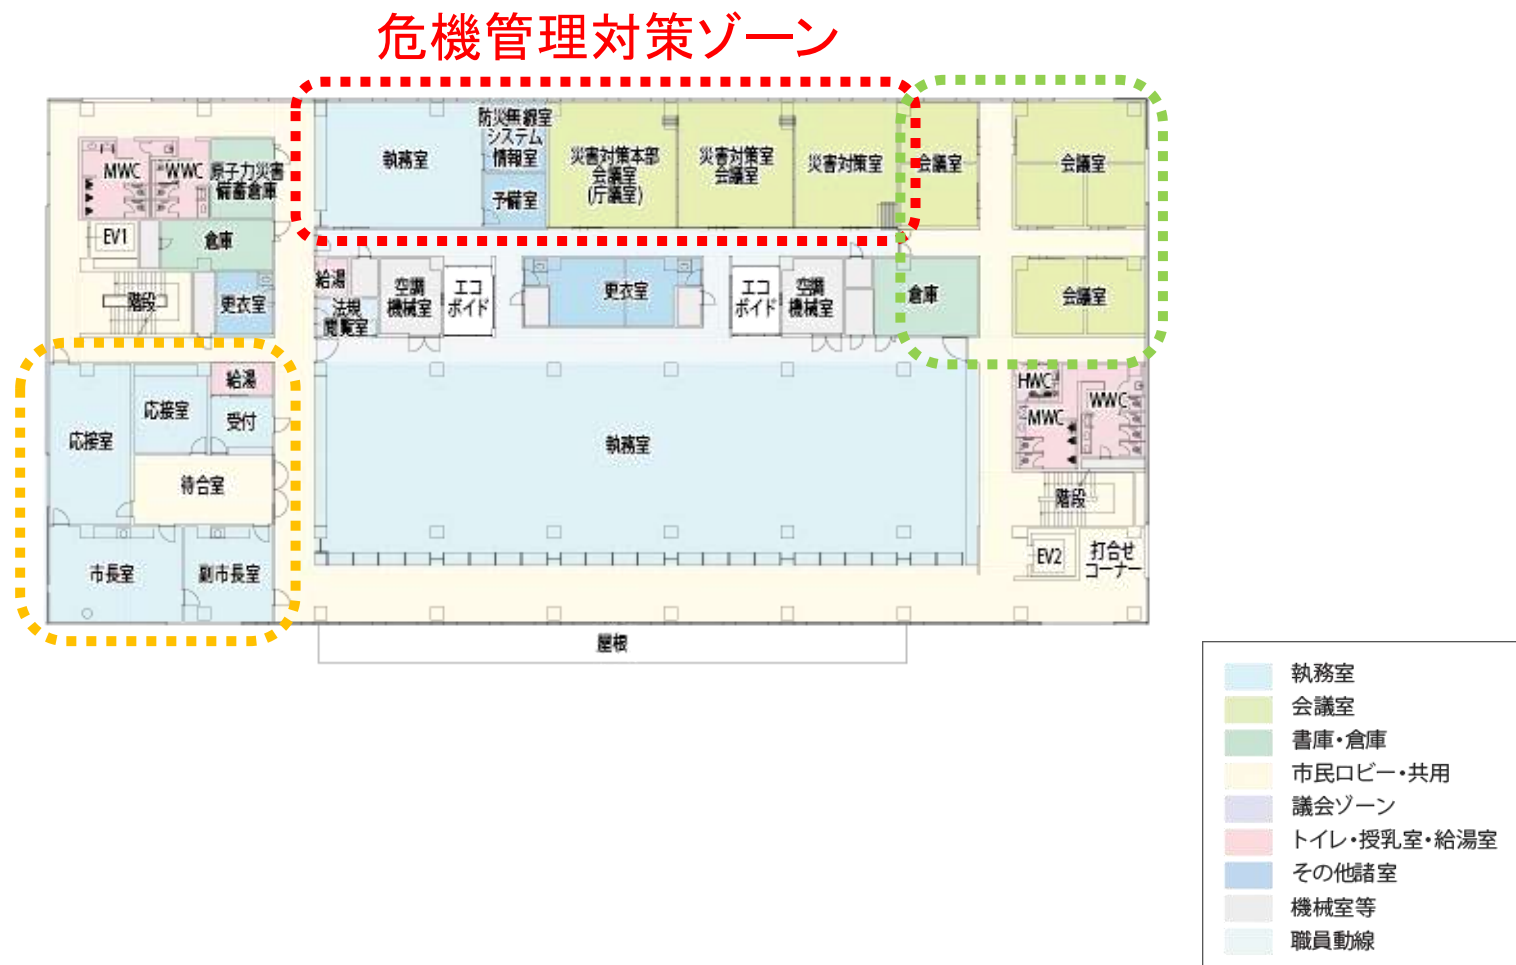 危機管理対策ゾーン
執務室
防災無線室
システム
情報室
予備室
災害対策本部
会議室
(庁議室)
災害対策室
会議室
災害対策室
会議室
会議室
MWC
WWC
原子力災害
備蓄倉庫
EV1
倉庫
階段
更衣室
給湯
法規
閲覧室
空調
機械室
エコ
ボイド
更衣室
エコ
ボイド
空調
機械室
倉庫
会議室
応接室
応接室
給湯
受付
待合室
市長室
副市長室
執務室
HWC
MWC
WWC
階段
EV2
打合せ
コーナー
屋根
執務室
会議室
書庫・倉庫
市民ロビー・共用
議会ゾーン
トイレ・授乳室・給湯室
その他諸室
機械室等
職員動線